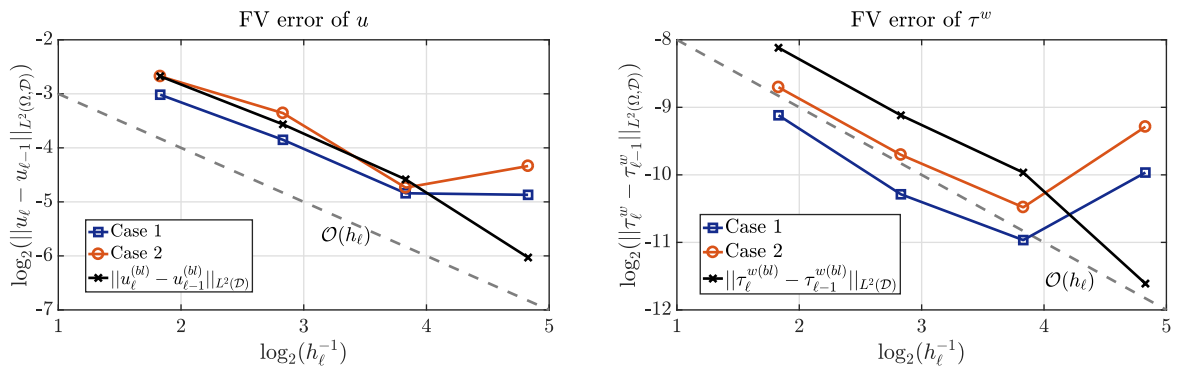 FV error of u
-2
-3
-4
-5
-6
-7
1
2
3
4
5
log₂(||u_ℓ − u_{ℓ−1}||_{L²(Ω,𝒟)})
log₂(h_ℓ⁻¹)
𝒪(h_ℓ)
Case 1
Case 2
||u_ℓ^{(bl)} − u_{ℓ−1}^{(bl)}||_{L²(𝒟)}
FV error of τ^w
-8
-9
-10
-11
-12
1
2
3
4
5
log₂(||τ_ℓ^w − τ_{ℓ−1}^w||_{L²(Ω,𝒟)})
log₂(h_ℓ⁻¹)
𝒪(h_ℓ)
Case 1
Case 2
||τ_ℓ^{w(bl)} − τ_{ℓ−1}^{w(bl)}||_{L²(𝒟)}